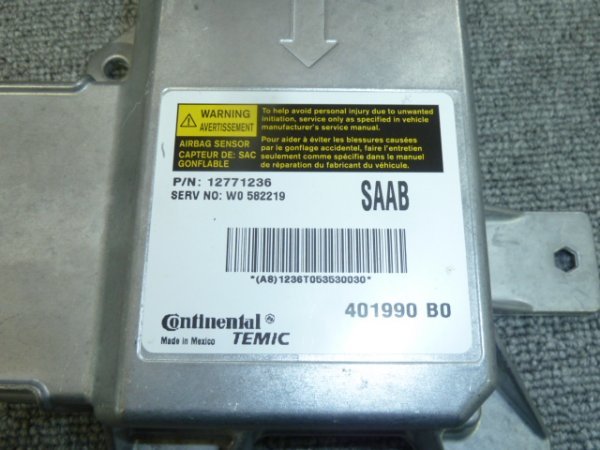 WARNING
AVERTISSEMENT
AIRBAG SENSOR
CAPTEUR DE: SAC
GONFLABLE
To help avoid personal injury due to unwanted
initiation, service only as specified in vehicle
manufacturer's service manual.
Pour aider à éviter les blessures causées
par le gonflage accidentel, faire l'entretien
seulement comme spécifie dans le manuel
de réparation du fabricant du véhicule.
P/N: 12771236
SERV NO: W0 582219
SAAB
*(A8)1236T053530030*
Continental
TEMIC
Made in Mexico
401990 B0